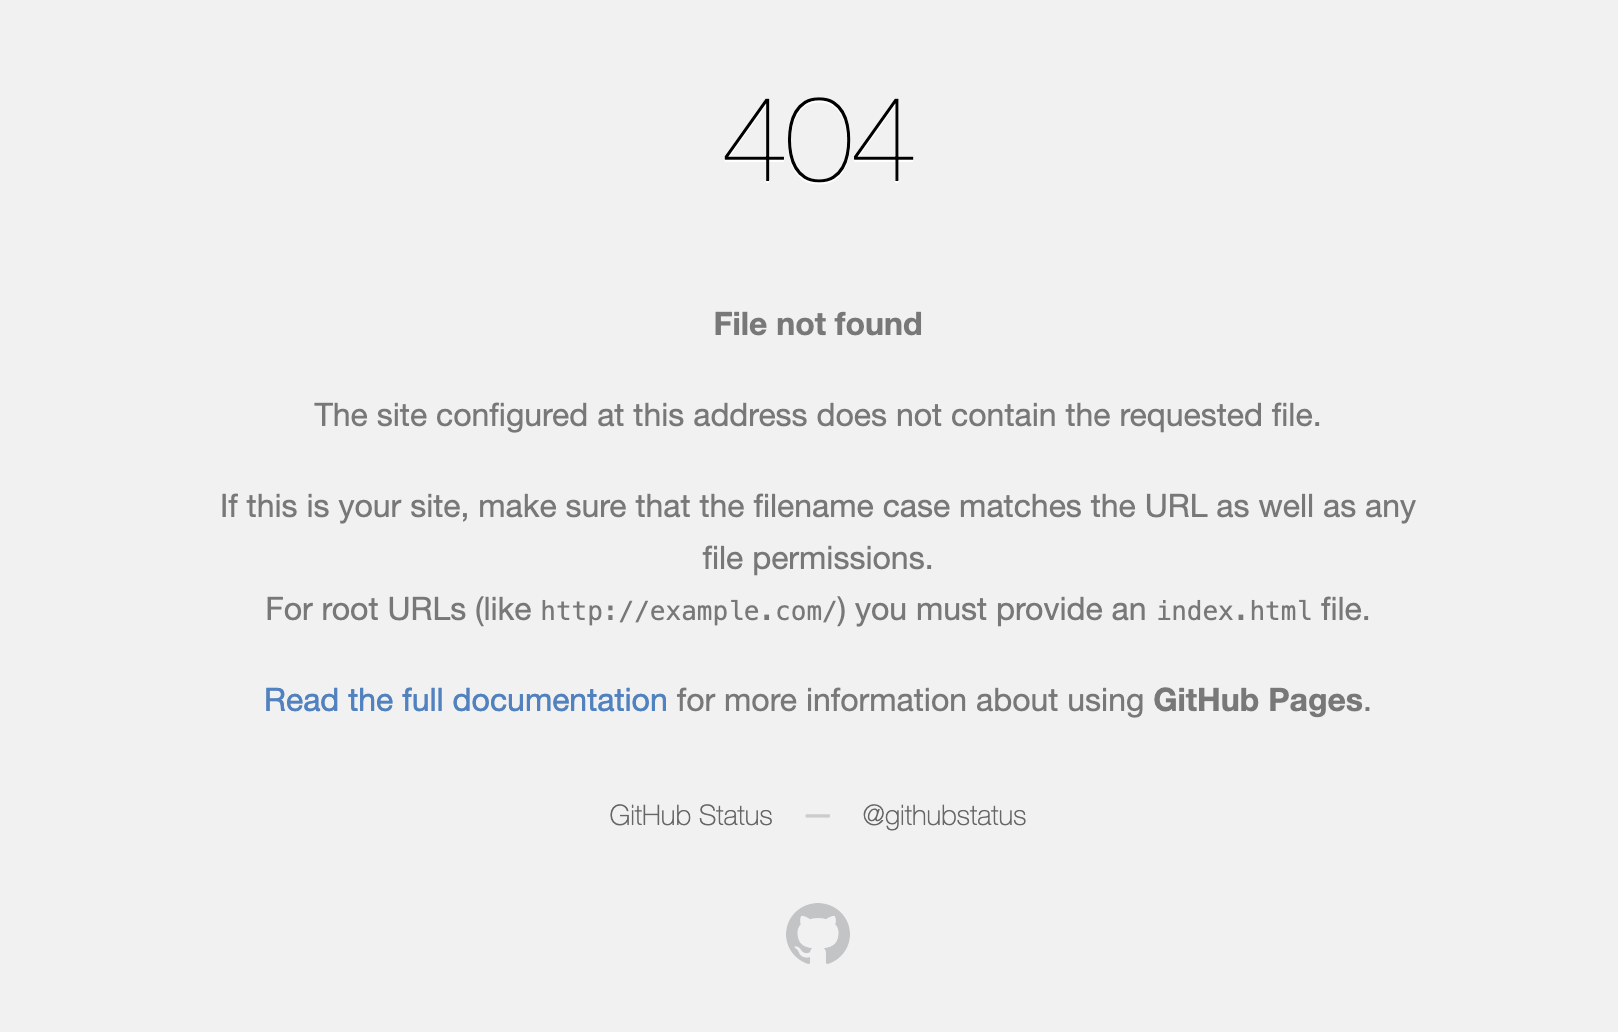 404
File not found
The site configured at this address does not contain the requested file.
If this is your site, make sure that the filename case matches the URL as well as any
file permissions.
For root URLs (like http://example.com/) you must provide an index.html file.
Read the full documentation for more information about using GitHub Pages.
GitHub Status — @githubstatus